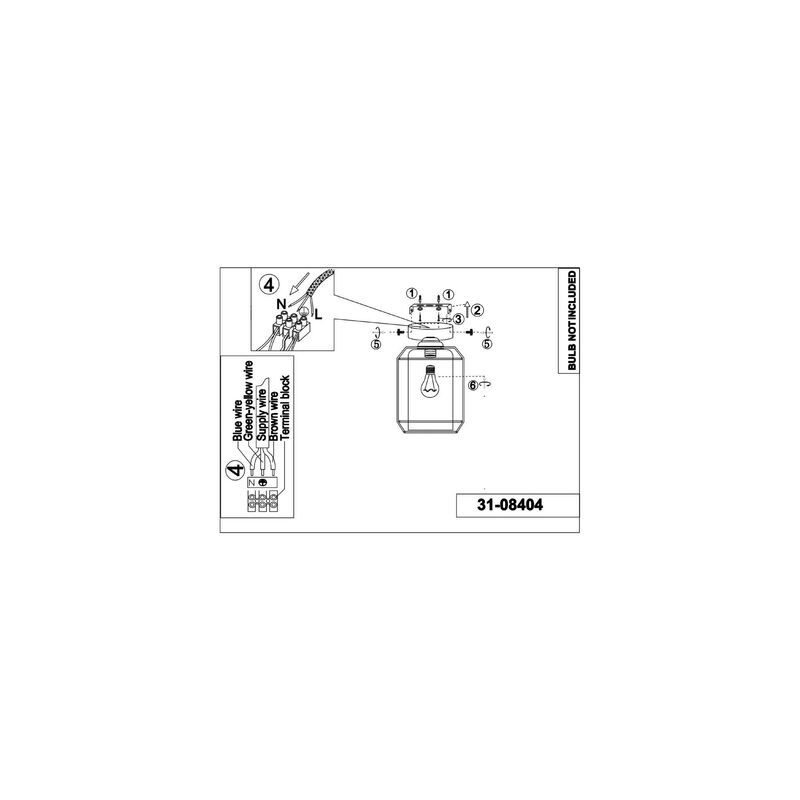 4
N
L
1
1
2
3
5
5
6
BULB NOT INCLUDED
Blue wire
Green-yellow wire
Supply wire
Brown wire
Terminal block
4
N
31-08404